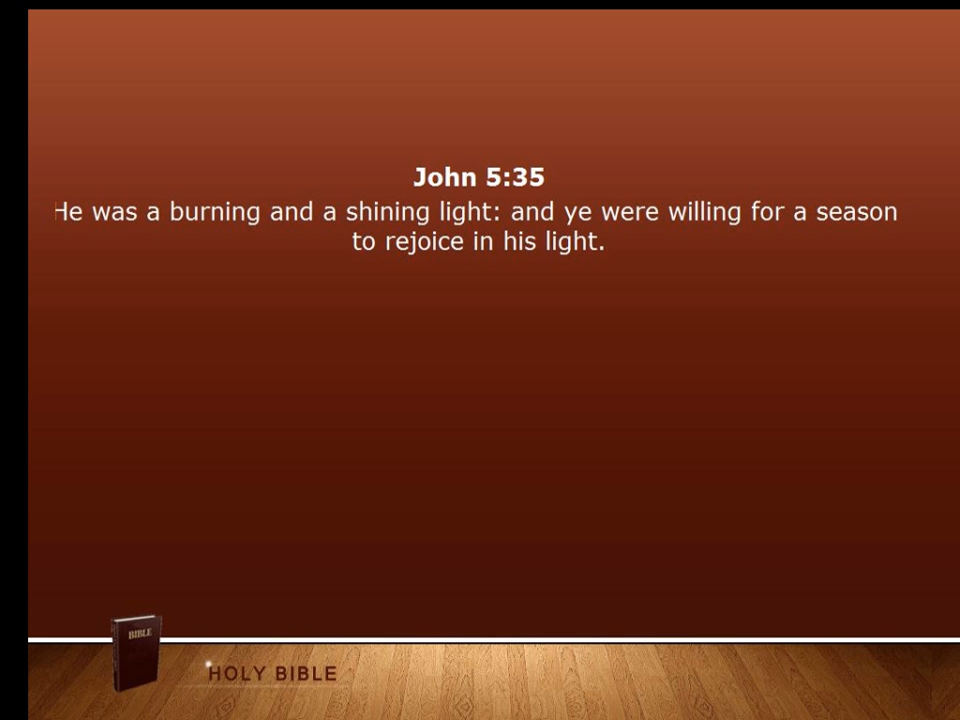 John 5:35
He was a burning and a shining light: and ye were willing for a season
to rejoice in his light.
BIBLE
HOLY BIBLE